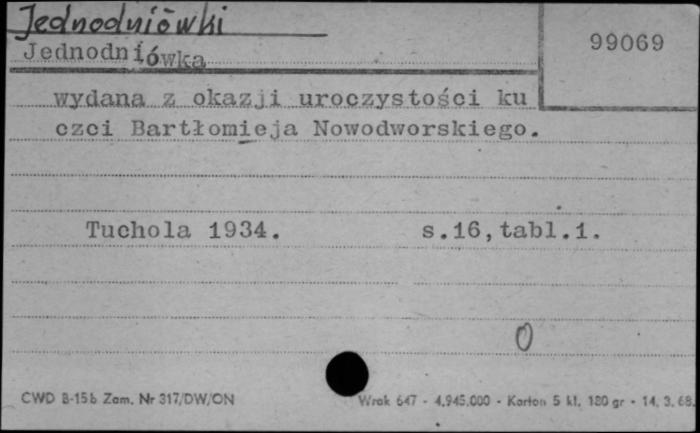 Jednodniówki
99069
Jednodniówka
wydana z okazji uroczystości ku
czci Bartłomieja Nowodworskiego.
Tuchola 1934. s.16,tabl.1.
0
CWD B-15b Zam. Nr 317/DW/ON Wrak 647 - 4.945.000 - Karton 5 kl. 180 gr - 14. 3. 68.